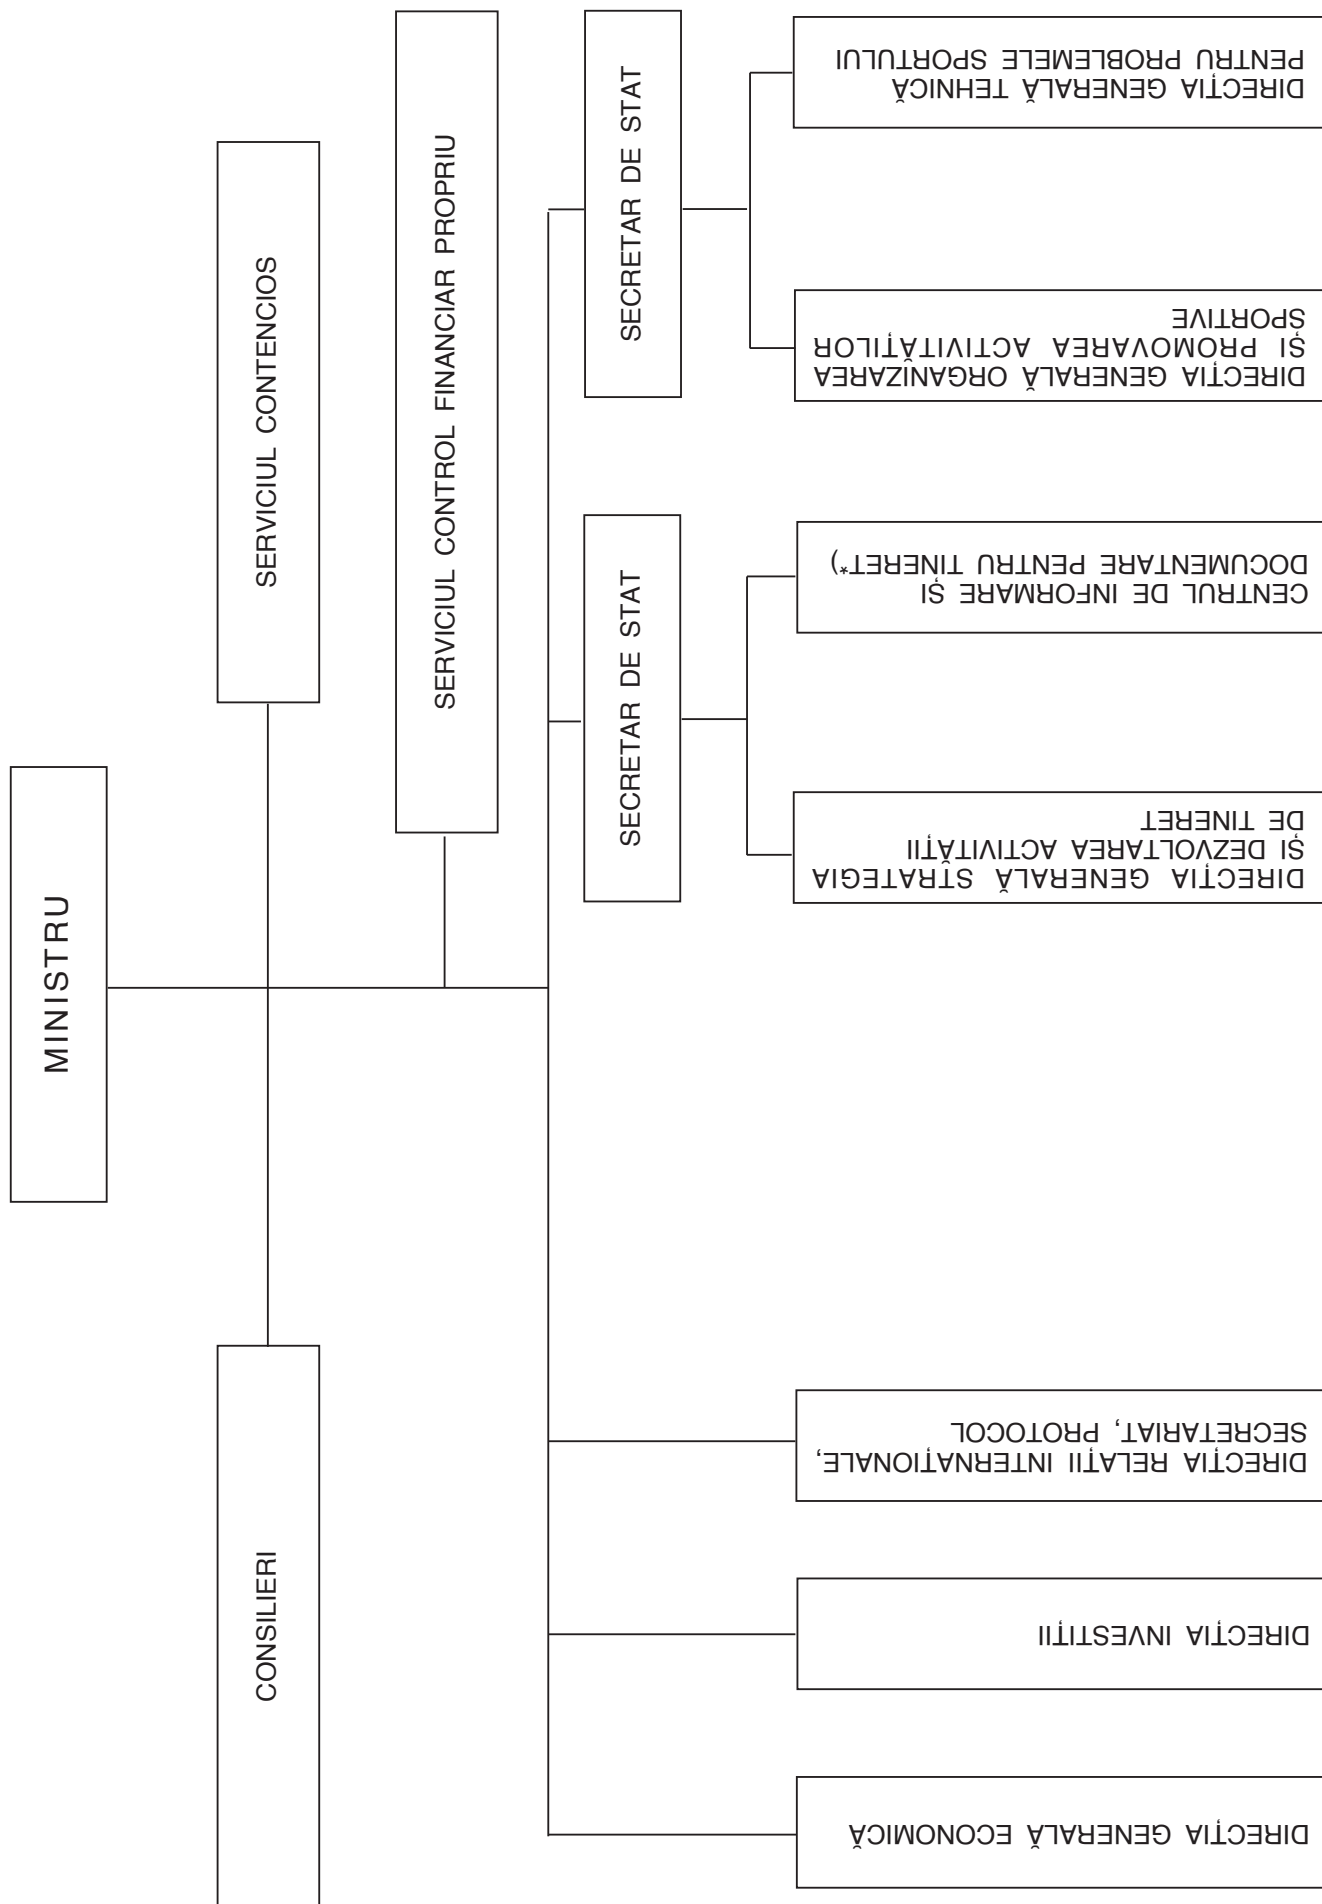 MINISTRU
CONSILIERI
SERVICIUL CONTENCIOS
SERVICIUL CONTROL FINANCIAR PROPRIU
SECRETAR DE STAT
SECRETAR DE STAT
DIRECȚIA GENERALĂ ECONOMICĂ
DIRECȚIA INVESTIȚII
DIRECȚIA RELAȚII INTERNAȚIONALE,
SECRETARIAT, PROTOCOL
DIRECȚIA GENERALĂ STRATEGIA
ȘI DEZVOLTAREA ACTIVITĂȚII
DE TINERET
CENTRUL DE INFORMARE ȘI
DOCUMENTARE PENTRU TINERET*)
DIRECȚIA GENERALĂ ORGANIZAREA
ȘI PROMOVAREA ACTIVITĂȚILOR
SPORTIVE
DIRECȚIA GENERALĂ TEHNICĂ
PENTRU PROBLEMELE SPORTULUI